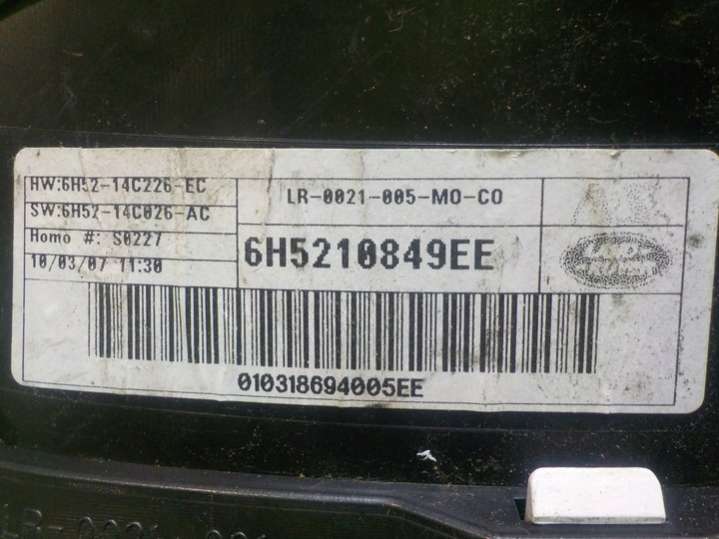 HW:6H52-14C226-EC
SW:6H52-14C026-AC
Homo #: S0227
10/03/07 11:30
LR-0021-005-MO-CO
6H5210849EE
010318694005EE